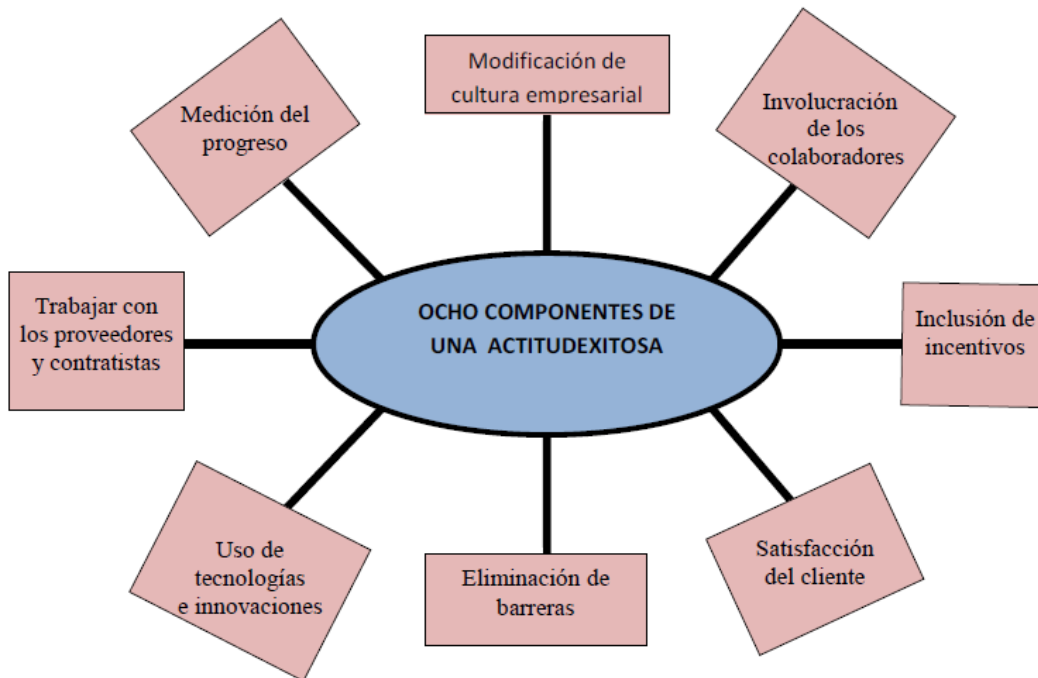 Modificación de
cultura empresarial
Medición del
progreso
Involucración
de los
colaboradores
Trabajar con
los proveedores
y contratistas
OCHO COMPONENTES DE
UNA ACTITUDEXITOSA
Inclusión de
incentivos
Uso de
tecnologías
e innovaciones
Eliminación de
barreras
Satisfacción
del cliente